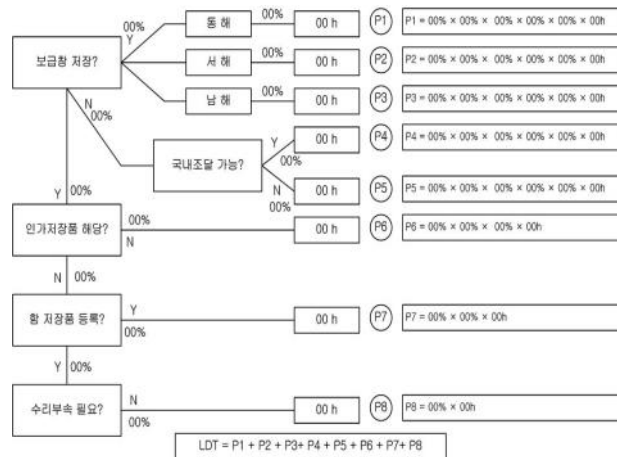 00%
Y
동 해
00%
00 h
P1
P1 = 00% × 00% × 00% × 00% × 00% × 00h
보급창 저장?
서 해
00%
00 h
P2
P2 = 00% × 00% × 00% × 00% × 00% × 00h
남 해
00%
00 h
P3
P3 = 00% × 00% × 00% × 00% × 00% × 00h
N
00%
국내조달 가능?
Y
00%
00 h
P4
P4 = 00% × 00% × 00% × 00% × 00% × 00h
N
00%
00 h
P5
P5 = 00% × 00% × 00% × 00% × 00% × 00h
Y
00%
인가저장품 해당?
00%
N
00 h
P6
P6 = 00% × 00% × 00% × 00h
N
00%
함 저장품 등록?
Y
00%
00 h
P7
P7 = 00% × 00% × 00h
Y
00%
수리부속 필요?
N
00%
00 h
P8
P8 = 00% × 00h
LDT = P1 + P2 + P3+ P4 + P5 + P6 + P7+ P8